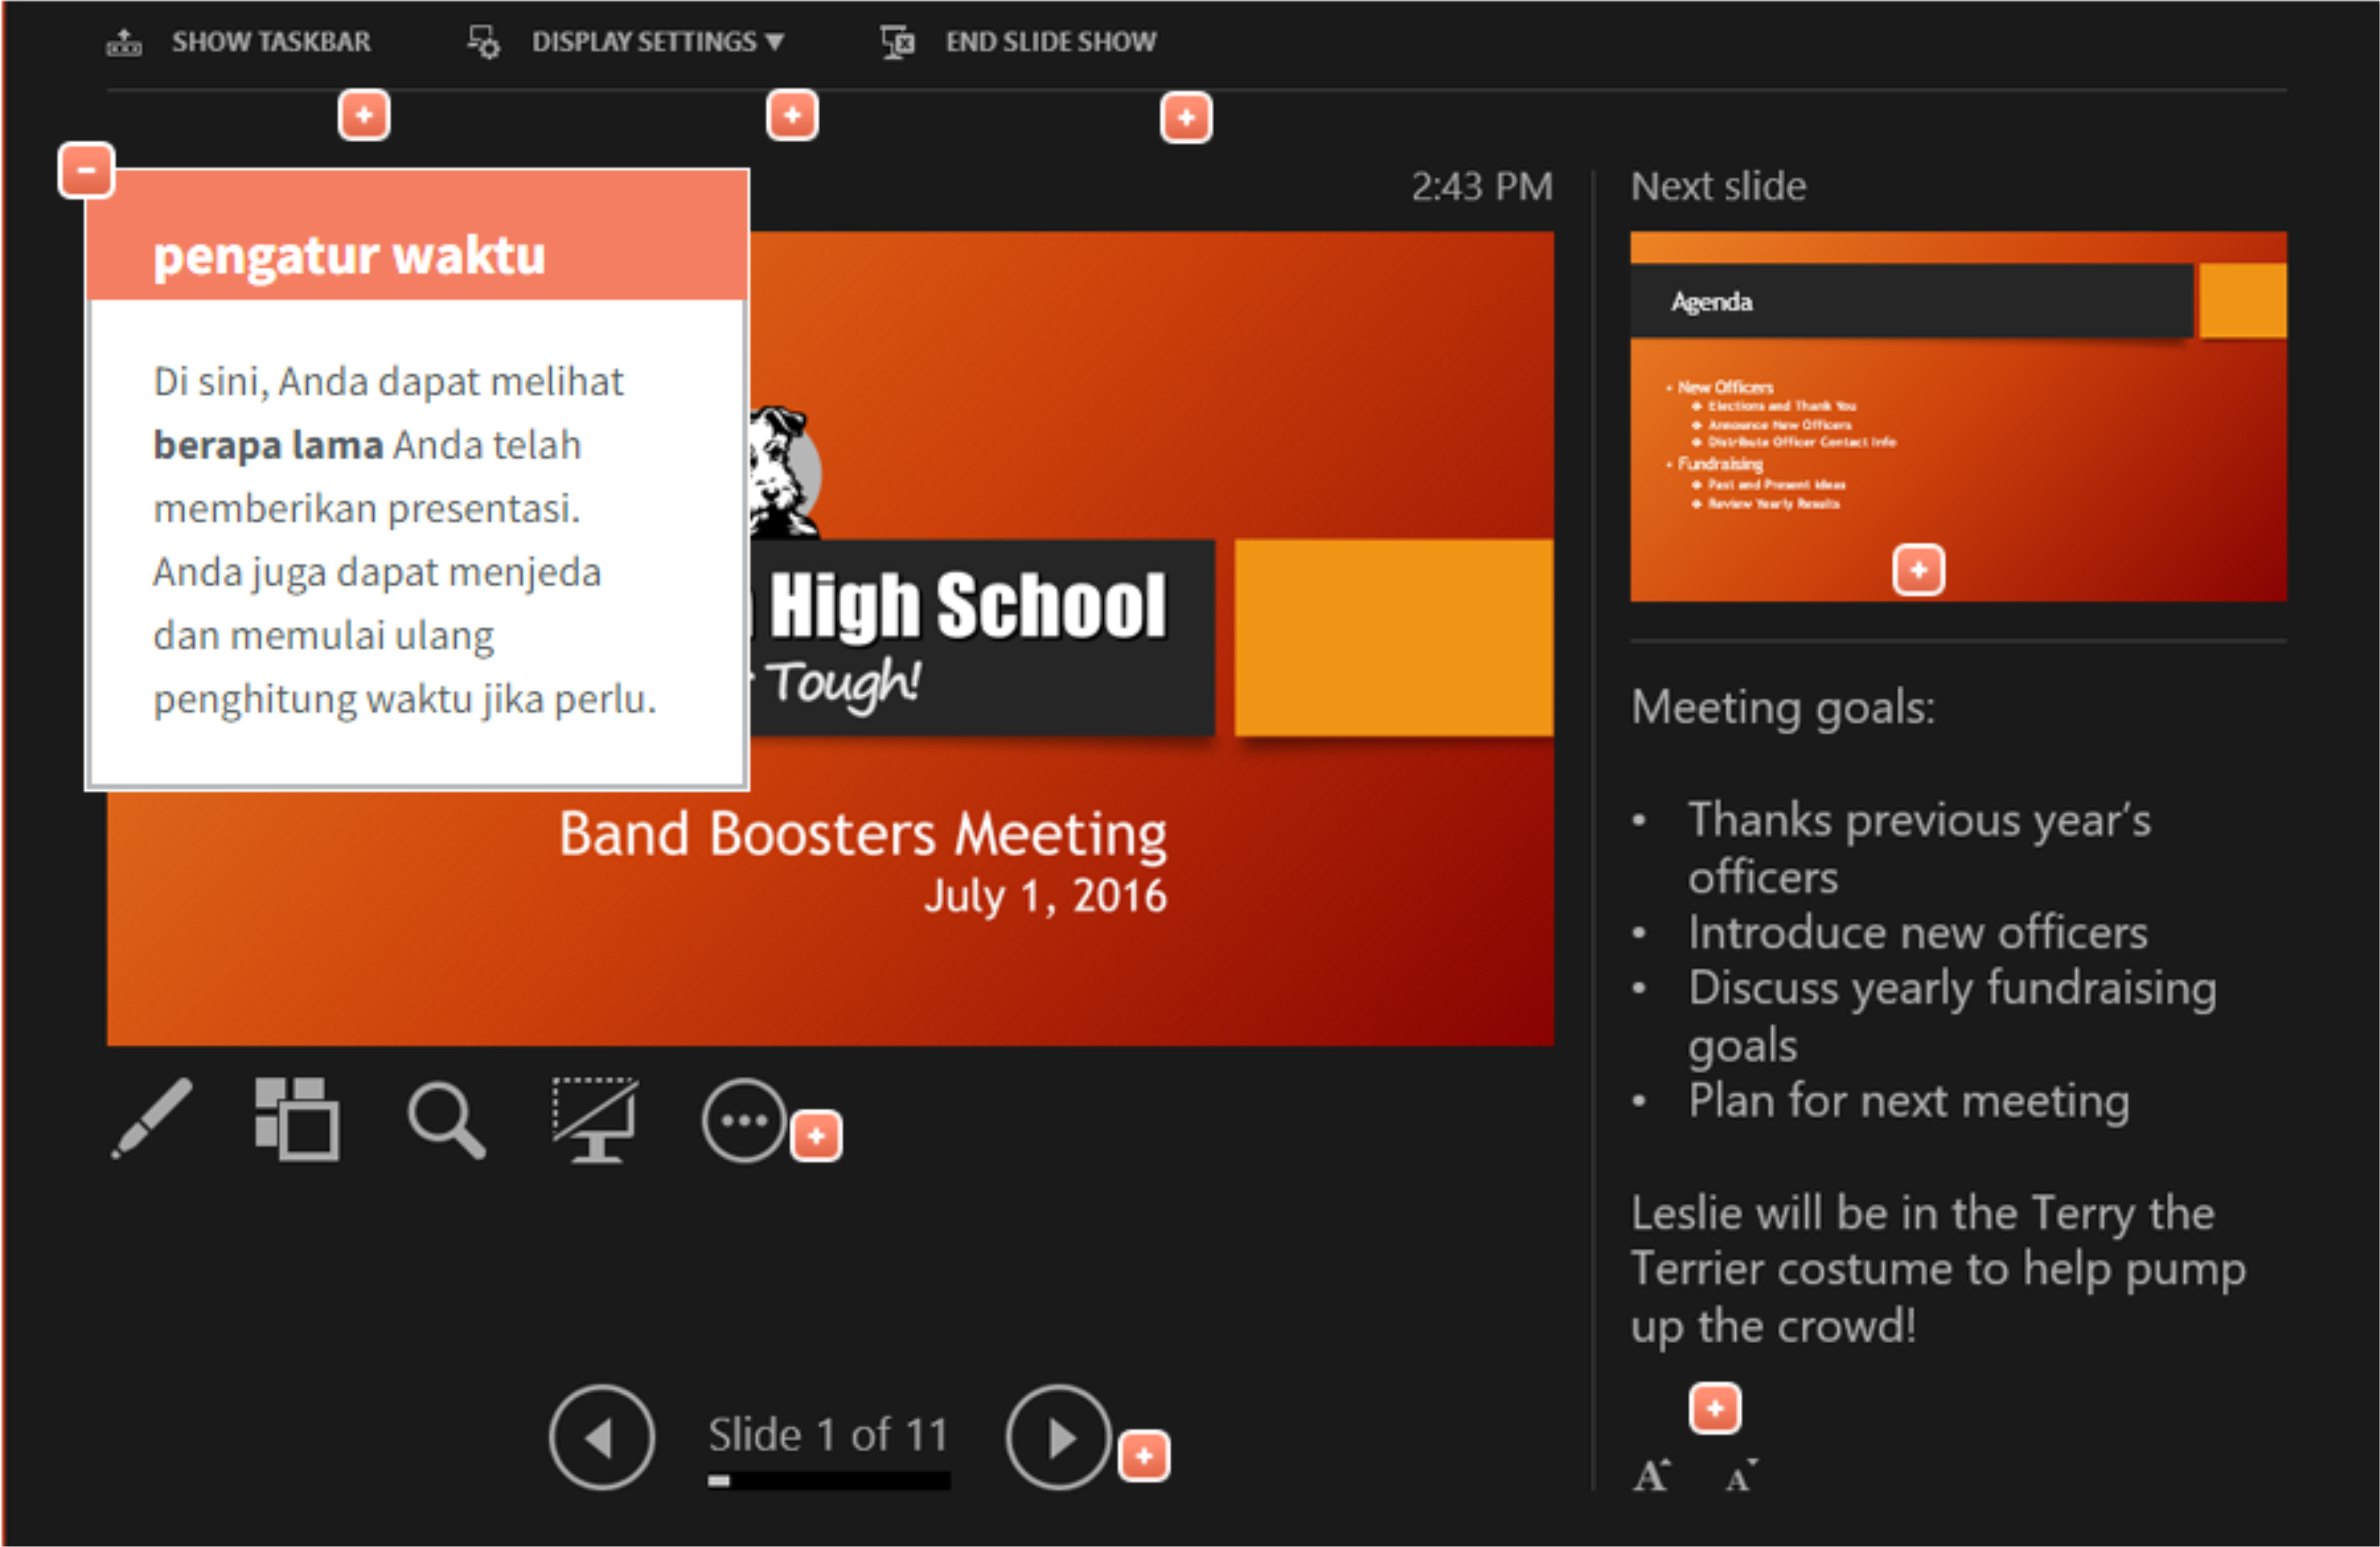 SHOW TASKBAR
DISPLAY SETTINGS ▼
END SLIDE SHOW
pengatur waktu
Di sini, Anda dapat melihat
berapa lama Anda telah
memberikan presentasi.
Anda juga dapat menjeda
dan memulai ulang
penghitung waktu jika perlu.
2:43 PM
High School
Tough!
Band Boosters Meeting
July 1, 2016
Slide 1 of 11
Next slide
Agenda
• New Officers
Elections and Thank You
Announce New Officers
Distribute Officer Contact Info
• Fundraising
Past and Present Ideas
Review Yearly Results
Meeting goals:
• Thanks previous year's
officers
• Introduce new officers
• Discuss yearly fundraising
goals
• Plan for next meeting
Leslie will be in the Terry the
Terrier costume to help pump
up the crowd!
A A